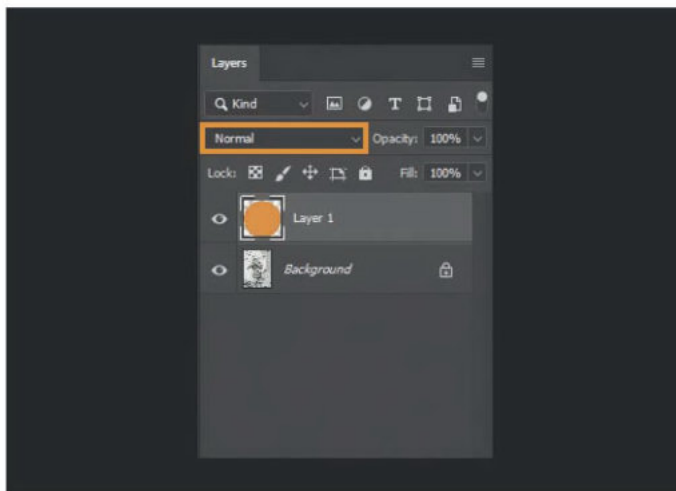 Layers
Kind
Normal Opacity: 100%
Lock: Fill: 100%
Layer 1
Background